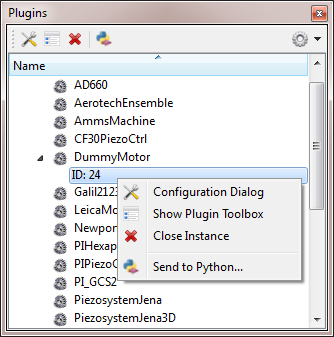 Plugins
Name
AD660
AerotechEnsemble
AmmsMachine
CF30PiezoCtrl
DummyMotor
ID: 24
Galil2123
LeicaMo
Newpor
PIHexap
PIPiezoC
PI_GCS2
PiezosystemJena
PiezosystemJena3D
Configuration Dialog
Show Plugin Toolbox
Close Instance
Send to Python...